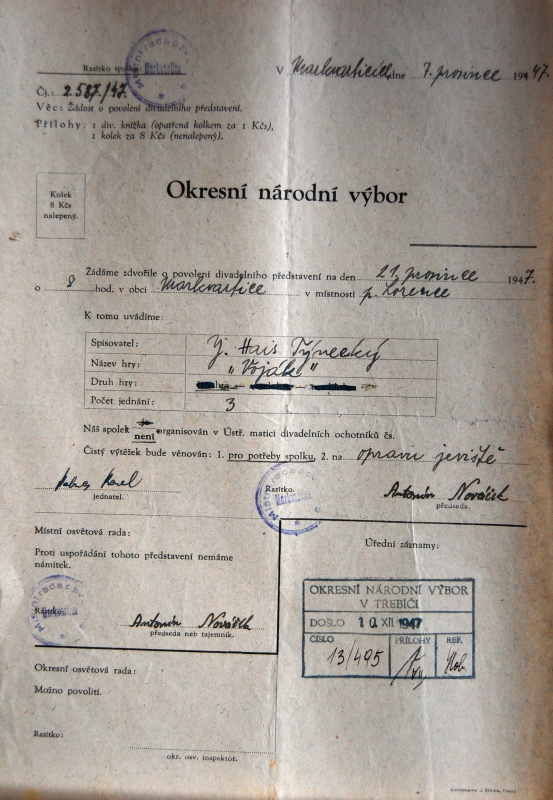 Razítko spolku:
V Markvarticích dne 7. prosince 1947.
Čj.: 2587/47.
Věc: Žádost o povolení divadelního představení.
Přílohy: 1 div. knížka (opatřená kolkem za 1 Kčs),
1 kolek za 8 Kčs (nenalepený).
Kolek
8 Kčs
nalepený.
Okresní národní výbor
Žádáme zdvořile o povolení divadelního představení na den 21. prosince 1947.
o 8 hod. v obci Markvartice v místnosti p. Lorence
K tomu uvádíme:
Spisovatel: J. Hais Týnecký
Název hry: "Voják"
Druh hry:
Počet jednání: 3
Náš spolek není organisován v Ústř. matici divadelních ochotníků čs.
Čistý výtěžek bude věnován: 1. pro potřeby spolku, 2. na opravu jeviště
Karel
jednatel.
Razítko.
Antonín Nováček
předseda.
Místní osvětová rada:
Proti uspořádání tohoto představení nemáme
námitek.
Razítko:
Antonín Nováček
předseda neb tajemník.
Úřední záznamy:
OKRESNÍ NÁRODNÍ VÝBOR
V TŘEBÍČI
DOŠLO 10. XII. 1947
ČÍSLO PŘÍLOHY REF.
13/495
Okresní osvětová rada:
Možno povoliti.
Razítko:
okr. osv. inspektor.